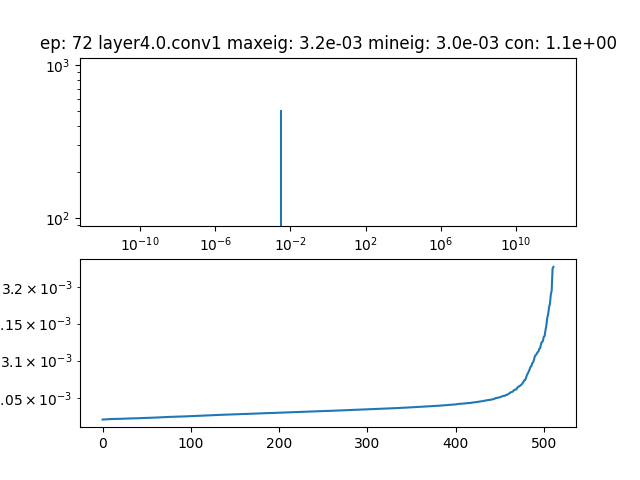 ep: 72 layer4.0.conv1 maxeig: 3.2e-03 mineig: 3.0e-03 con: 1.1e+00
10³
10²
10⁻¹⁰ 10⁻⁶ 10⁻² 10² 10⁶ 10¹⁰
3.2 × 10⁻³
.15 × 10⁻³
3.1 × 10⁻³
.05 × 10⁻³
0 100 200 300 400 500